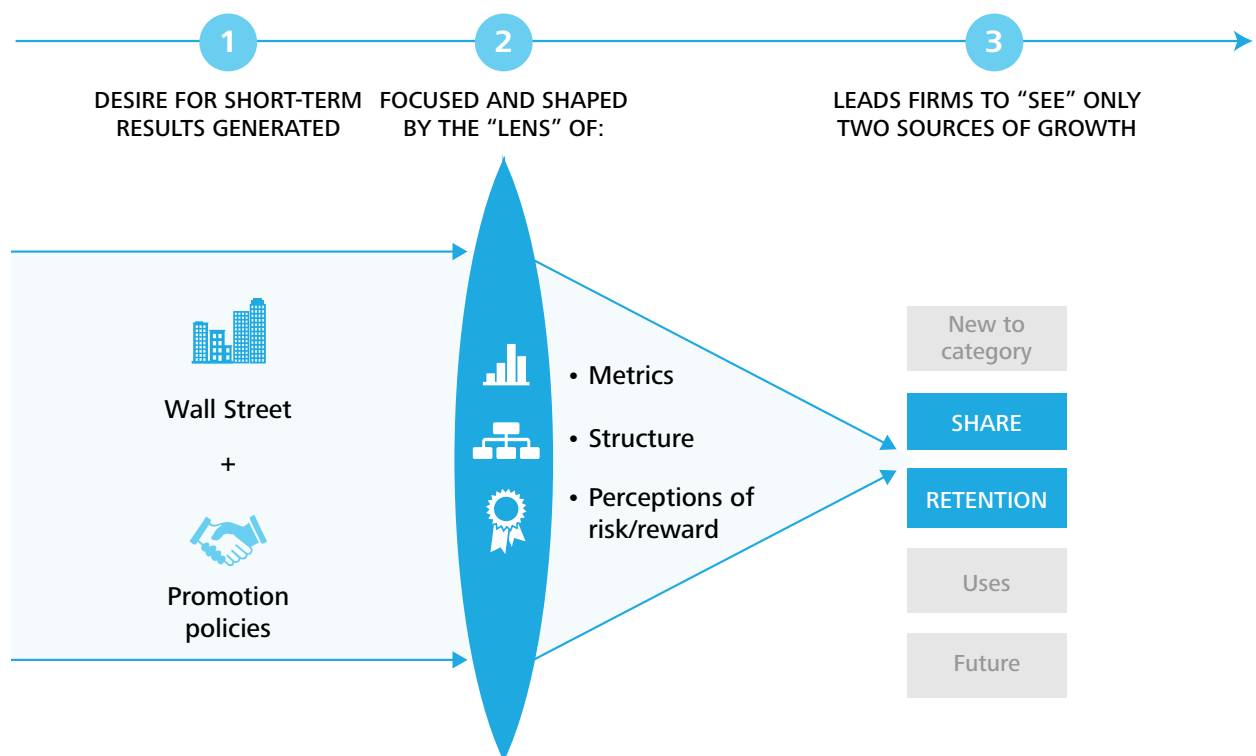 1
2
3
DESIRE FOR SHORT-TERM
RESULTS GENERATED
FOCUSED AND SHAPED
BY THE “LENS” OF:
LEADS FIRMS TO “SEE” ONLY
TWO SOURCES OF GROWTH
Wall Street
+
Promotion
policies
• Metrics
• Structure
• Perceptions of
risk/reward
New to
category
SHARE
RETENTION
Uses
Future